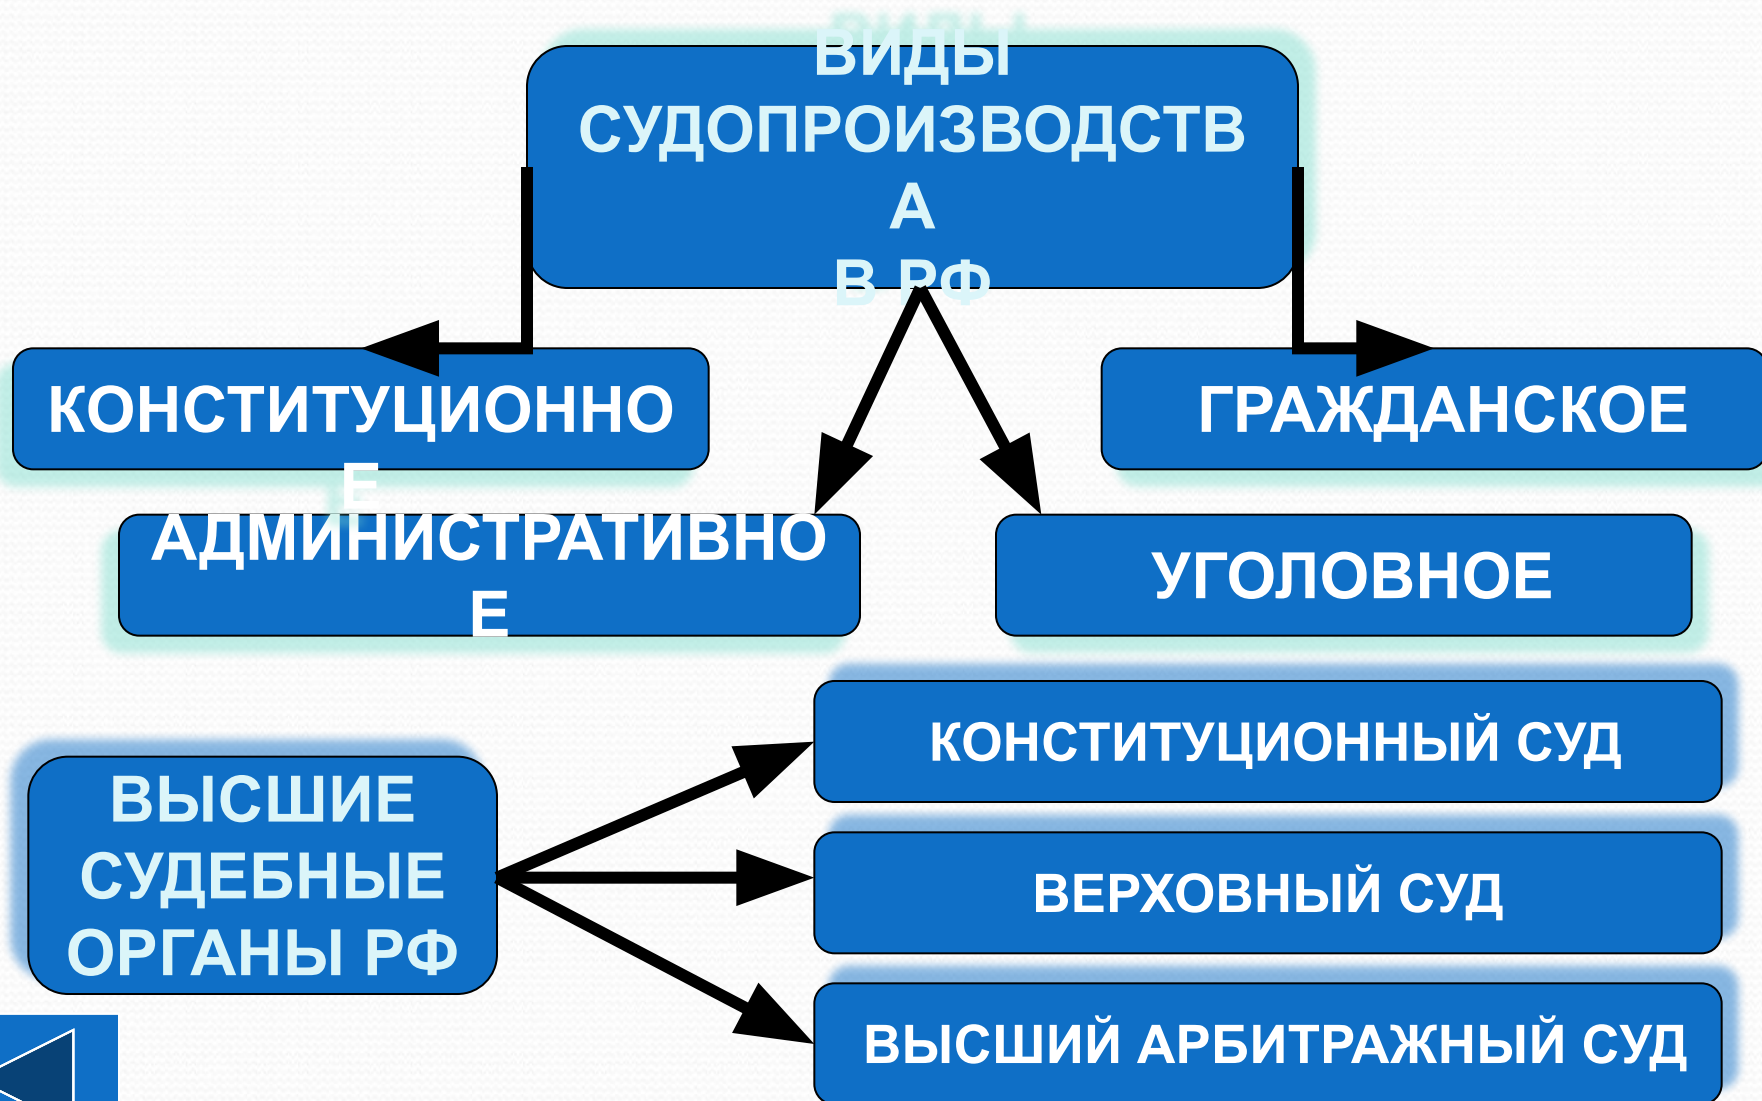 ВИДЫ
СУДОПРОИЗВОДСТВ
А
В РФ
КОНСТИТУЦИОННО
Е
ГРАЖДАНСКОЕ
АДМИНИСТРАТИВНО
Е
УГОЛОВНОЕ
ВЫСШИЕ
СУДЕБНЫЕ
ОРГАНЫ РФ
КОНСТИТУЦИОННЫЙ СУД
ВЕРХОВНЫЙ СУД
ВЫСШИЙ АРБИТРАЖНЫЙ СУД